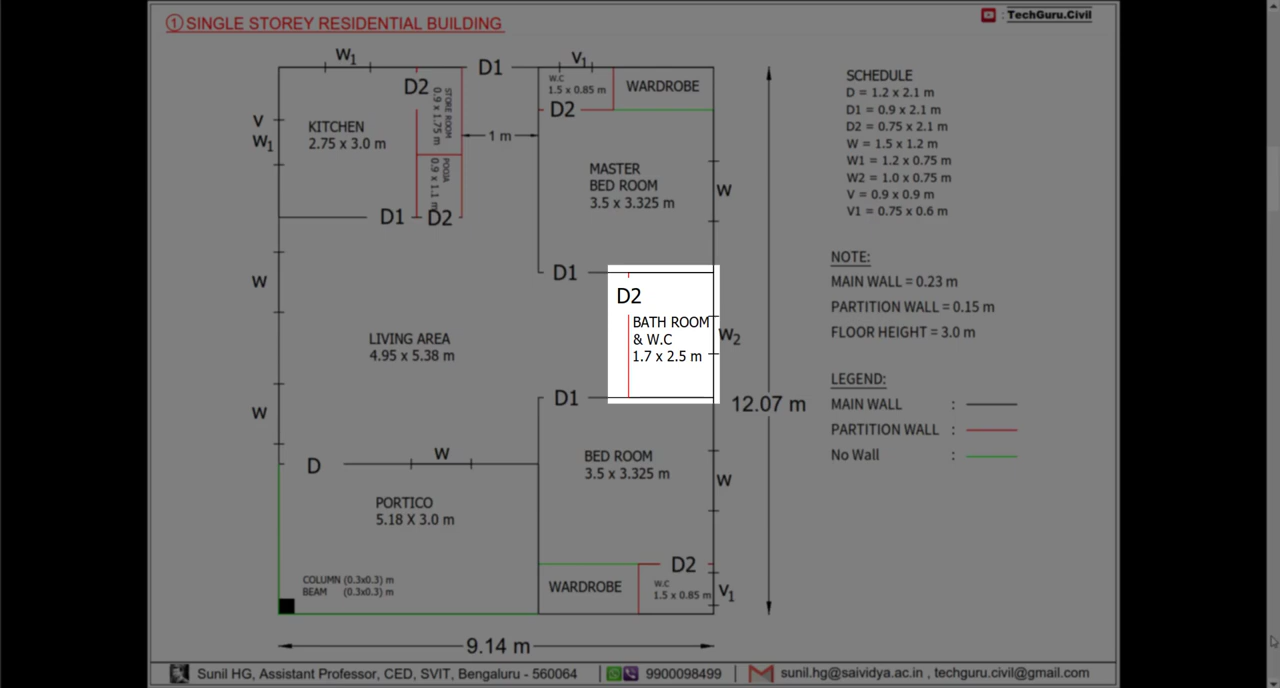 ① SINGLE STOREY RESIDENTIAL BUILDING
: TechGuru.Civil
W1
D1
V1
D2
STORE ROOM
0.9 x 1.75 m
W.C
1.5 x 0.85 m
WARDROBE
D2
V
W1
KITCHEN
2.75 x 3.0 m
1 m
POOJA
0.9 x 1.1 m
MASTER
BED ROOM
3.5 x 3.325 m
W
D1
D2
D1
W
D2
BATH ROOM
& W.C
1.7 x 2.5 m
W2
LIVING AREA
4.95 x 5.38 m
D1
12.07 m
W
W
D
BED ROOM
3.5 x 3.325 m
W
PORTICO
5.18 X 3.0 m
D2
COLUMN (0.3x0.3) m
BEAM (0.3x0.3) m
WARDROBE
W.C
1.5 x 0.85 m
V1
9.14 m
SCHEDULE
D = 1.2 x 2.1 m
D1 = 0.9 x 2.1 m
D2 = 0.75 x 2.1 m
W = 1.5 x 1.2 m
W1 = 1.2 x 0.75 m
W2 = 1.0 x 0.75 m
V = 0.9 x 0.9 m
V1 = 0.75 x 0.6 m
NOTE:
MAIN WALL = 0.23 m
PARTITION WALL = 0.15 m
FLOOR HEIGHT = 3.0 m
LEGEND:
MAIN WALL :
PARTITION WALL :
No Wall :
Sunil HG, Assistant Professor, CED, SVIT, Bengaluru - 560064
9900098499
sunil.hg@saividya.ac.in , techguru.civil@gmail.com